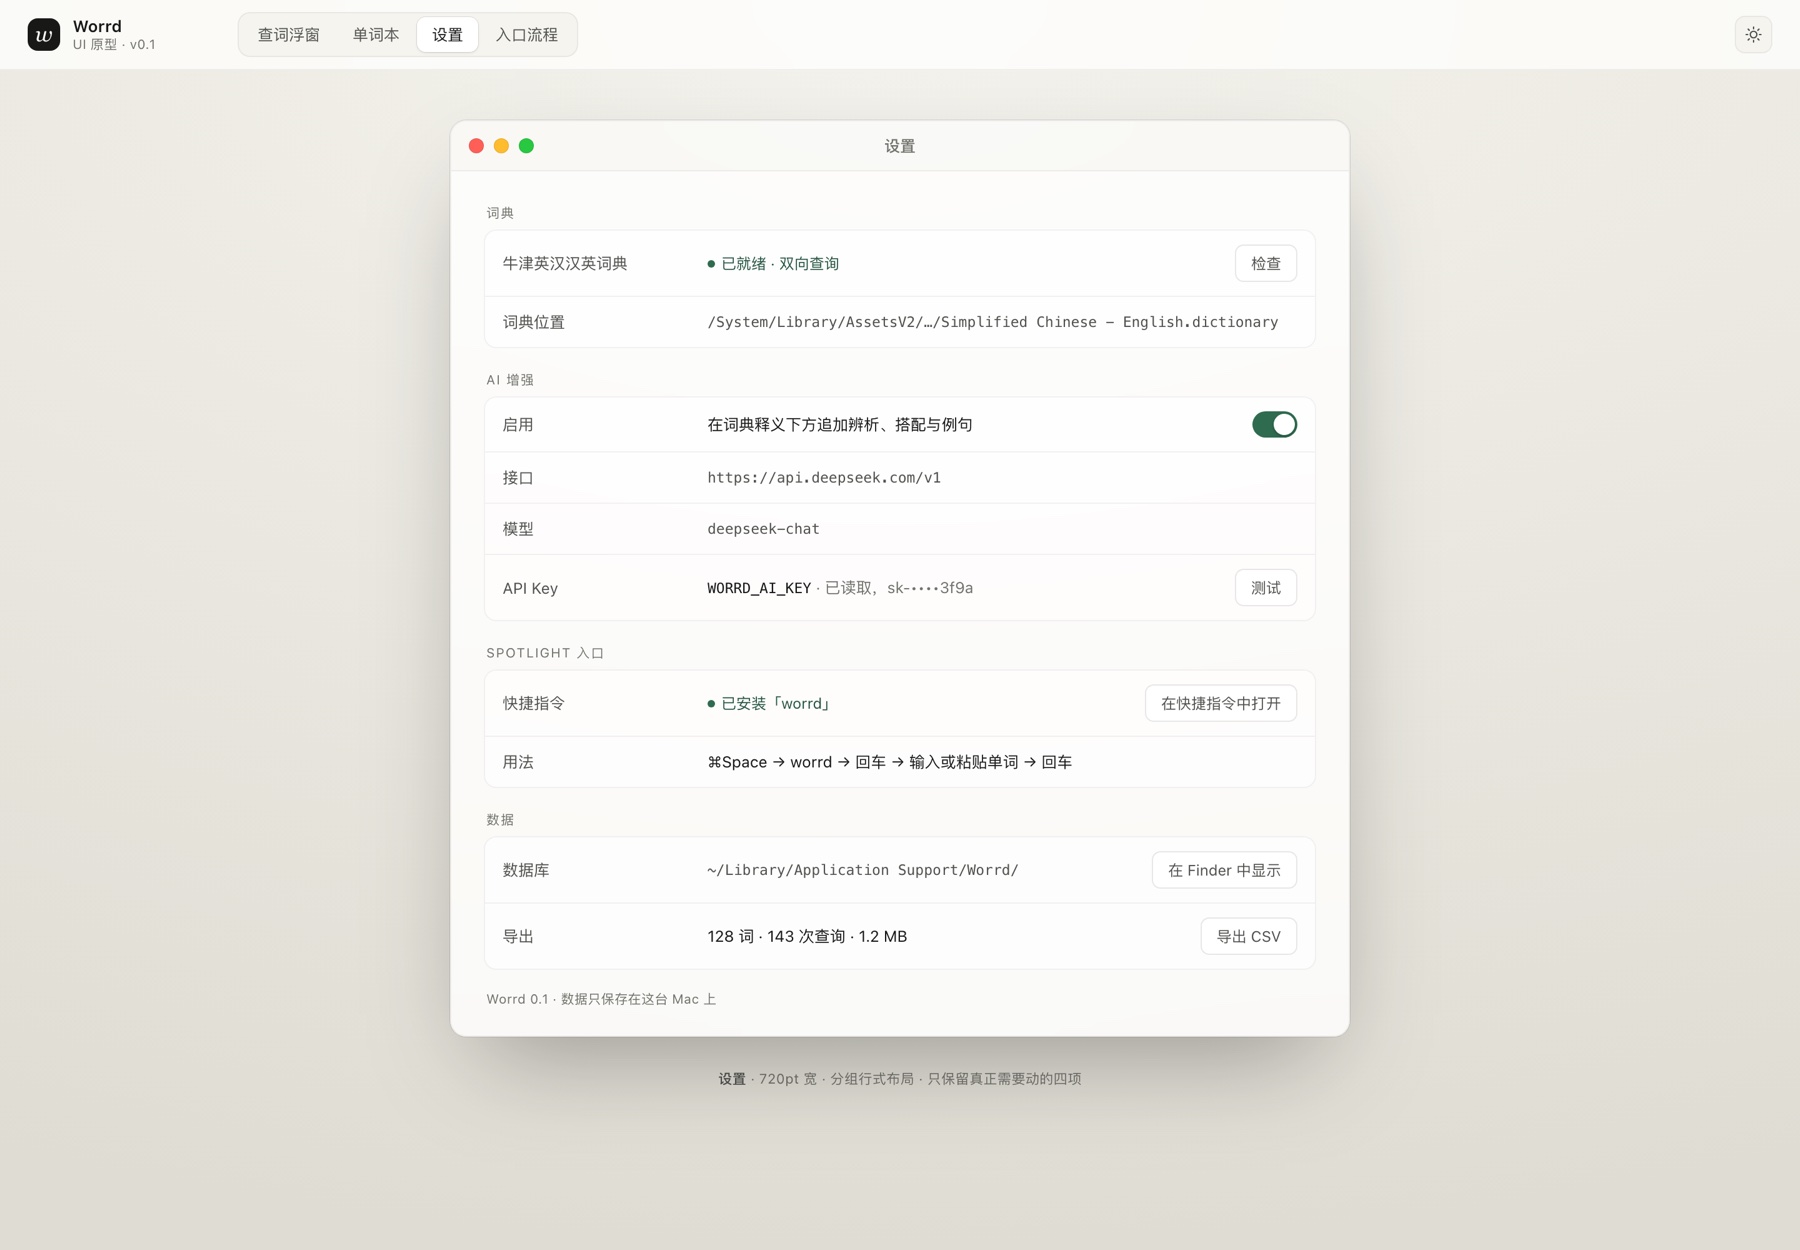 w
Worrd
UI 原型 · v0.1
查词浮窗 单词本 设置 入口流程
设置
词典
牛津英汉汉英词典 已就绪 · 双向查询 检查
词典位置 /System/Library/AssetsV2/…/Simplified Chinese – English.dictionary
AI 增强
启用 在词典释义下方追加辨析、搭配与例句
接口 https://api.deepseek.com/v1
模型 deepseek-chat
API Key WORRD_AI_KEY · 已读取，sk-••••3f9a 测试
SPOTLIGHT 入口
快捷指令 已安装「worrd」 在快捷指令中打开
用法 ⌘Space → worrd → 回车 → 输入或粘贴单词 → 回车
数据
数据库 ~/Library/Application Support/Worrd/ 在 Finder 中显示
导出 128 词 · 143 次查询 · 1.2 MB 导出 CSV
Worrd 0.1 · 数据只保存在这台 Mac 上
设置 · 720pt 宽 · 分组行式布局 · 只保留真正需要动的四项